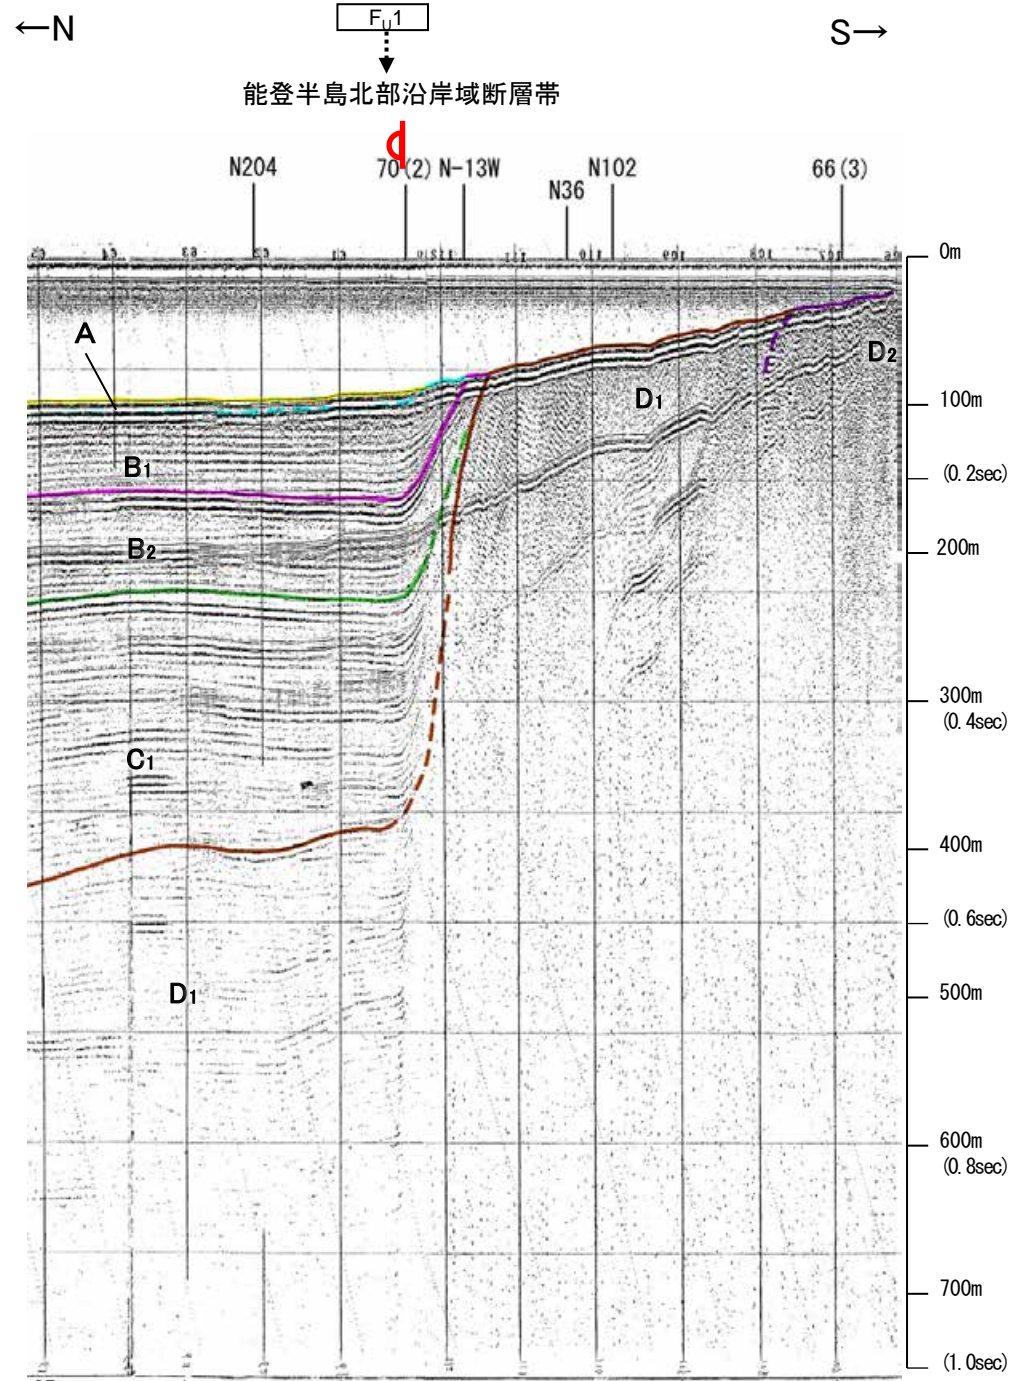 ←N
F∪1
S→
能登半島北部沿岸域断層帯
N204
70(2)
N-13W
N36
N102
66(3)
0m
A
D2
D1
100m
B1
(0.2sec)
B2
200m
300m
(0.4sec)
C1
400m
(0.6sec)
D1
500m
600m
(0.8sec)
700m
(1.0sec)